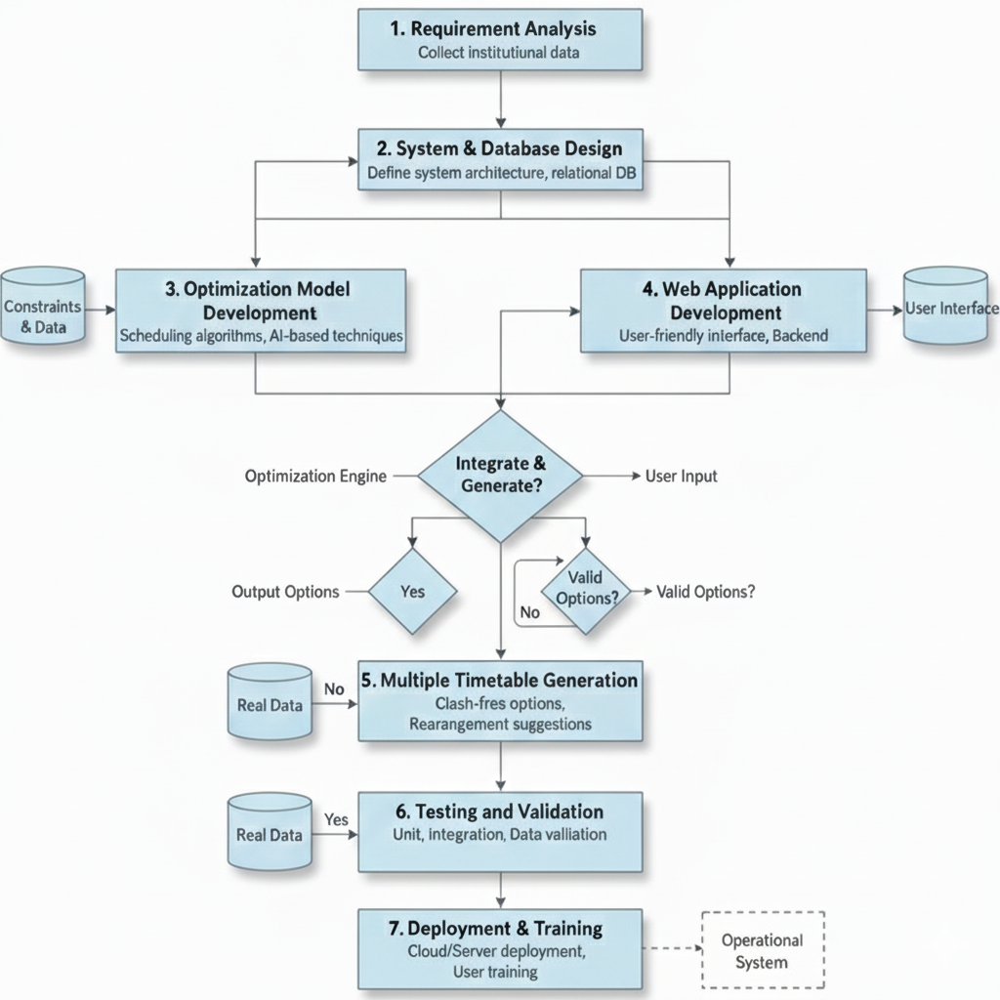 1. Requirement Analysis
Collect institutiunal data
2. System & Database Design
Define system architecture, relational DB
Constraints
& Data
3. Optimization Model
Development
Scheduling algorithms, AI-based techniques
4. Web Application
Development
User-friendly interface, Backend
User Interface
Optimization Engine
Integrate &
Generate?
User Input
Output Options
Yes
Valid
Options?
No
Valid Options?
Real Data
No
5. Multiple Timetable Generation
Clash-fres options,
Rearangement suggestions
Real Data
Yes
6. Testing and Validation
Unit, integration, Data valliation
7. Deployment & Training
Cloud/Server deployment,
User training
Operational
System